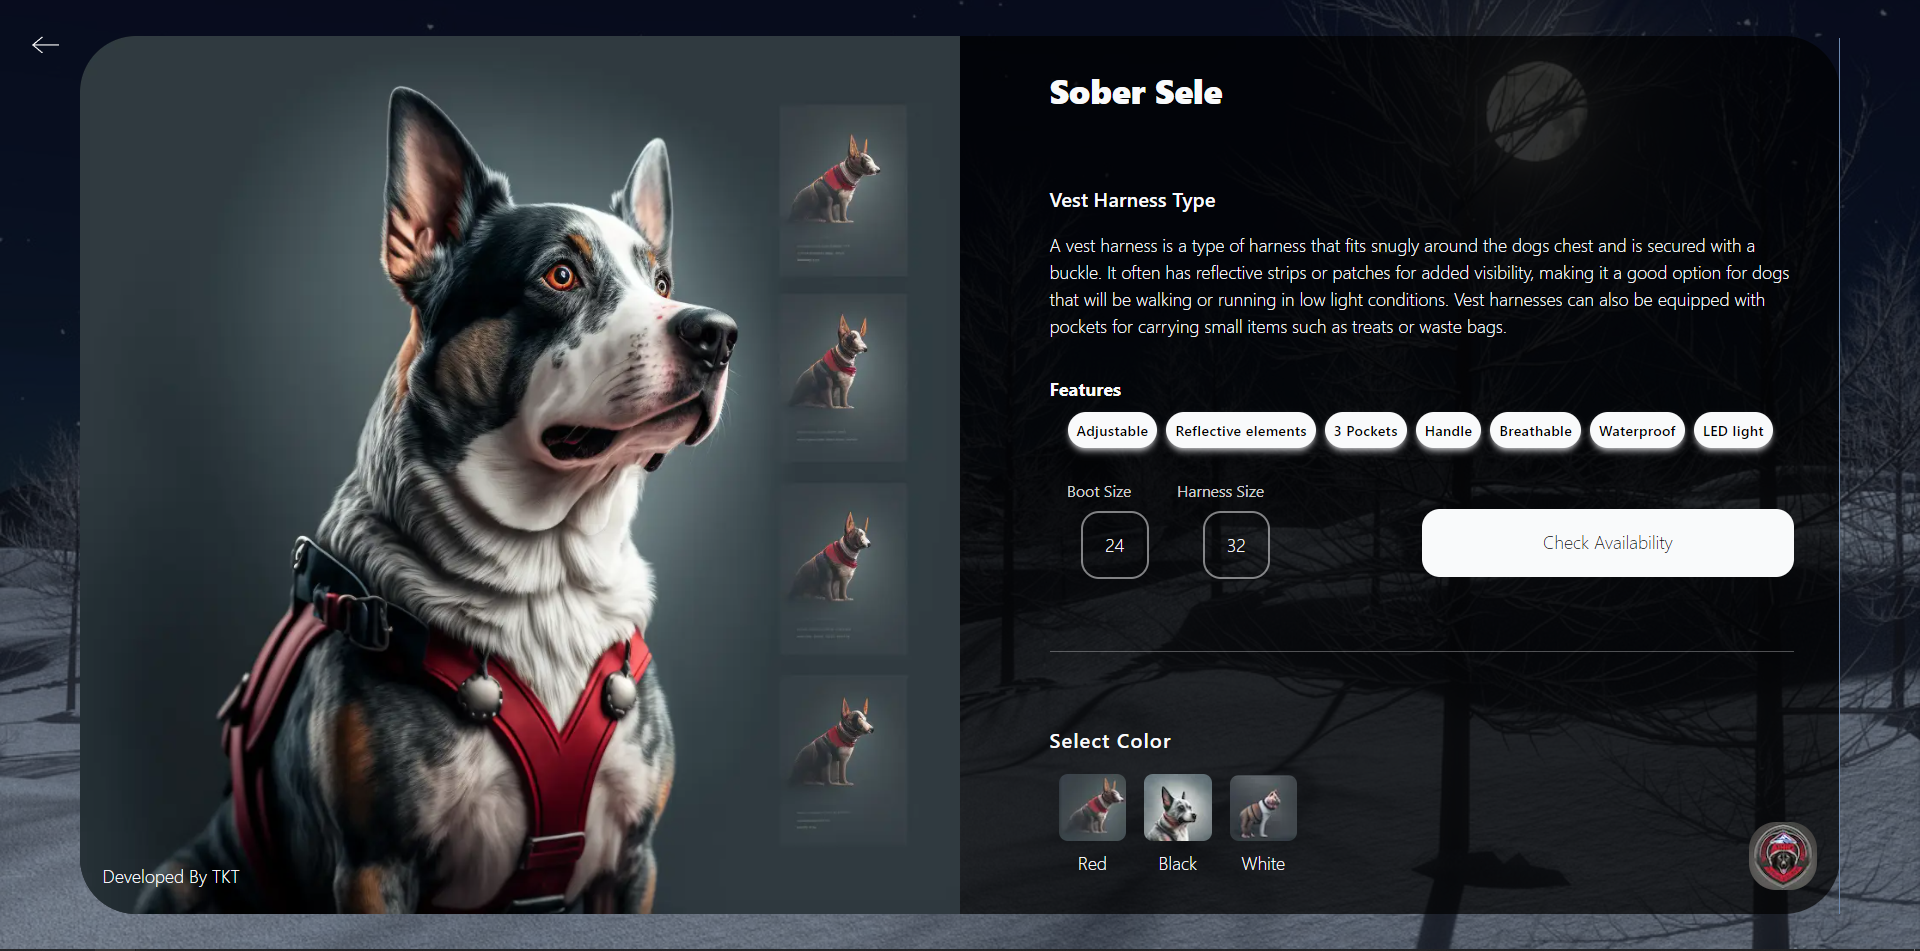 Sober Sele
Vest Harness Type
A vest harness is a type of harness that fits snugly around the dogs chest and is secured with a
buckle. It often has reflective strips or patches for added visibility, making it a good option for dogs
that will be walking or running in low light conditions. Vest harnesses can also be equipped with
pockets for carrying small items such as treats or waste bags.
Features
Adjustable Reflective elements 3 Pockets Handle Breathable Waterproof LED light
Boot Size Harness Size
24 32
Check Availability
Select Color
Red Black White
Developed By TKT